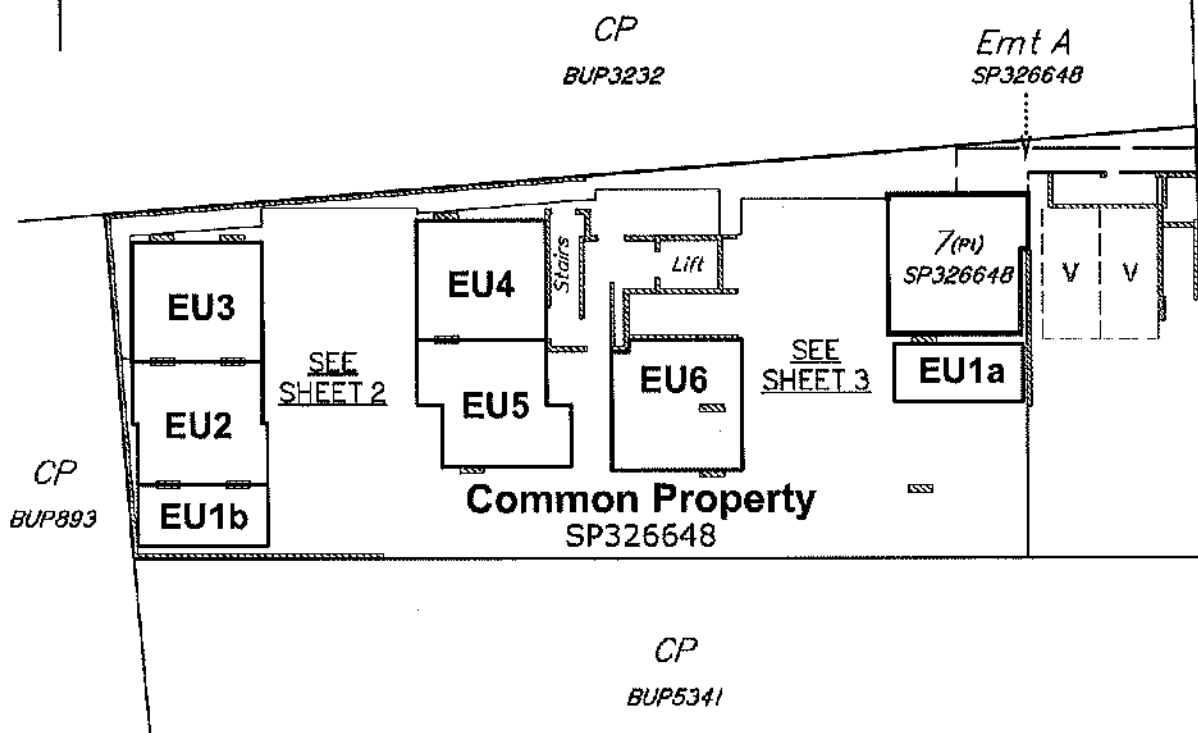 CP
BUP3232
Emt A
SP326648
EU3
EU4
Stairs
Lift
7(Pt)
SP326648
V V
SEE
SHEET 2
SEE
SHEET 3
EU2
EU5
EU6
EU1a
CP
BUP893
EU1b
Common Property
SP326648
CP
BUP5341